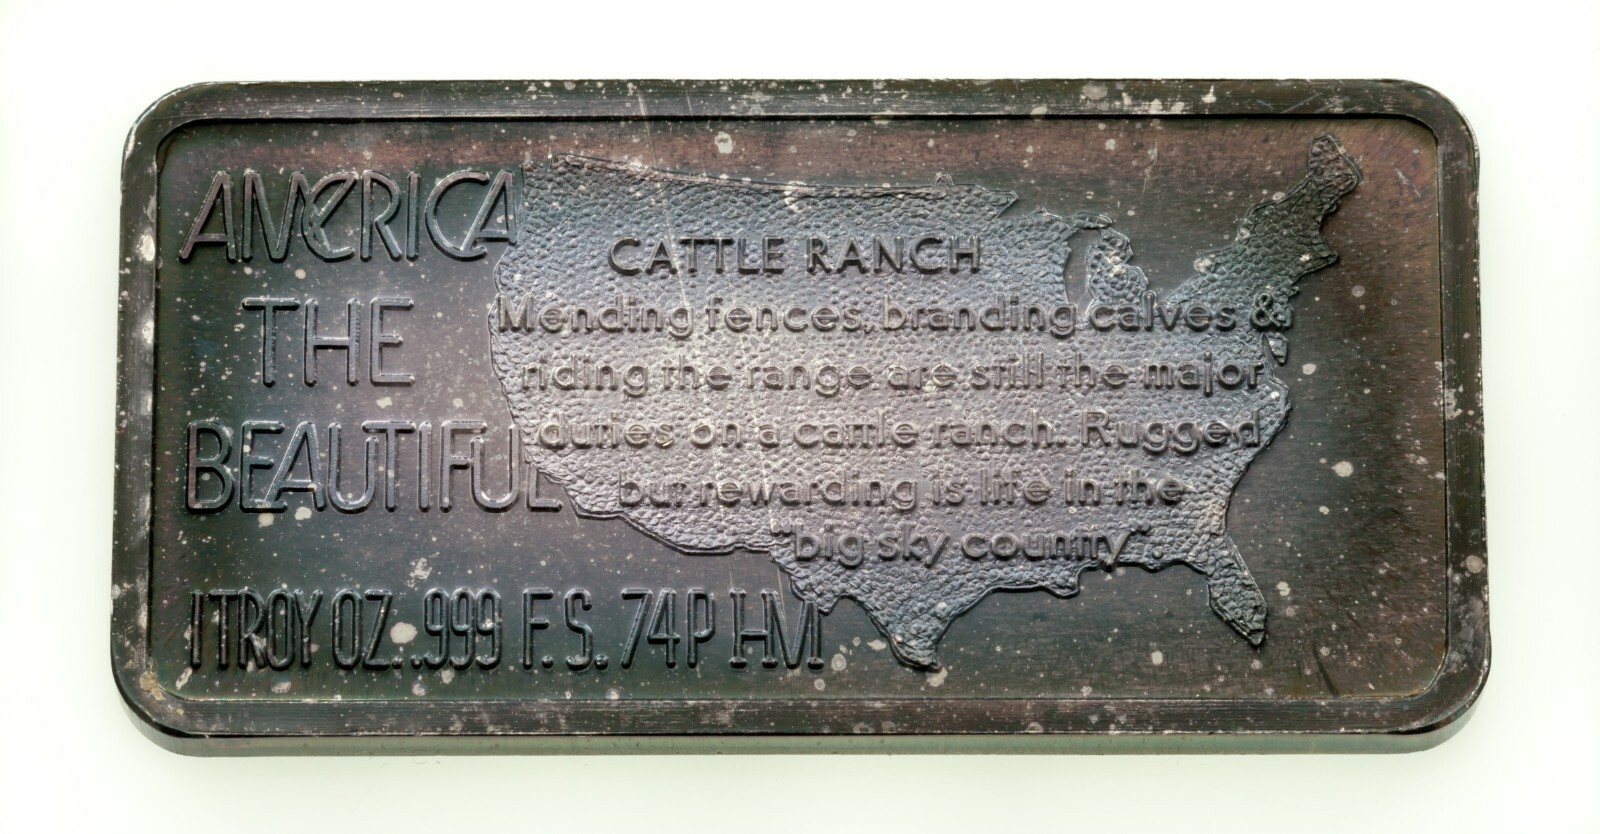 AMERICA
THE
BEAUTIFUL
1 TROY OZ. .999 F.S. 74P HM
CATTLE RANCH
Mending fences, branding calves &
riding the range are still the major
duties on a cattle ranch. Rugged
but rewarding is life in the
"big sky country".